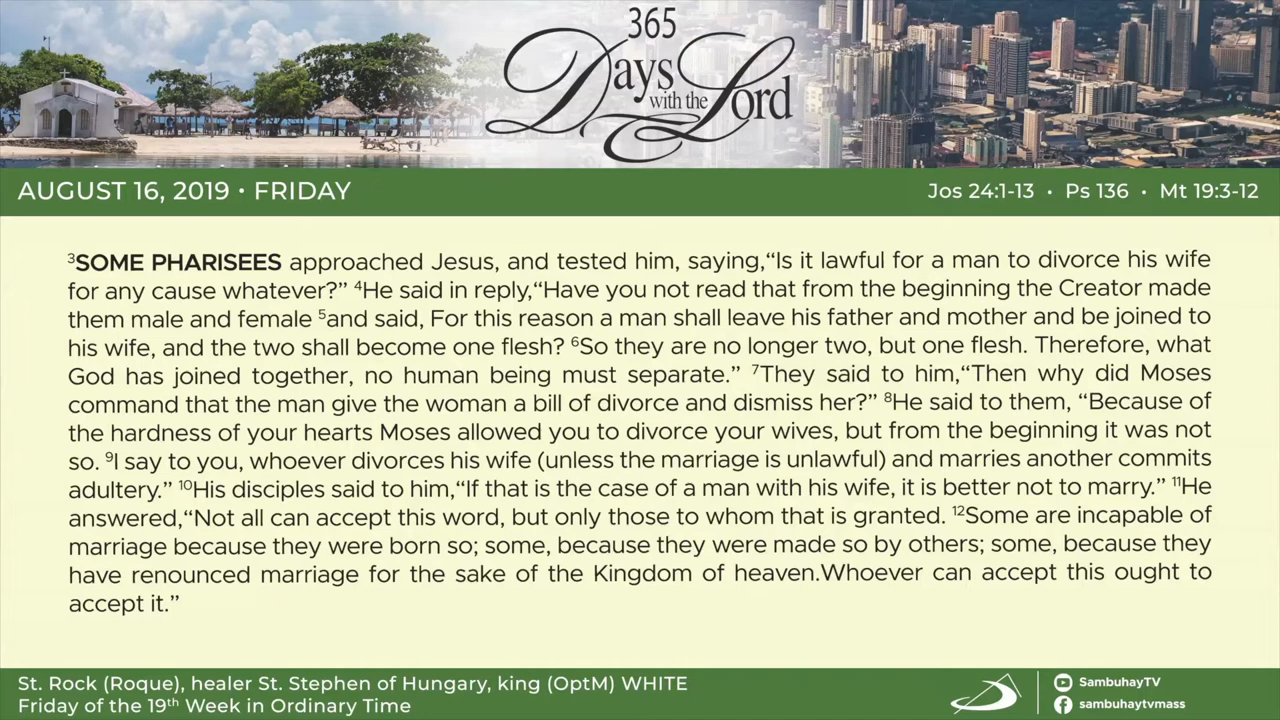 365
Days
with the
Lord
AUGUST 16, 2019 • FRIDAY
Jos 24:1-13 • Ps 136 • Mt 19:3-12
³SOME PHARISEES approached Jesus, and tested him, saying,“Is it lawful for a man to divorce his wife
for any cause whatever?” ⁴He said in reply,“Have you not read that from the beginning the Creator made
them male and female ⁵and said, For this reason a man shall leave his father and mother and be joined to
his wife, and the two shall become one flesh? ⁶So they are no longer two, but one flesh. Therefore, what
God has joined together, no human being must separate.” ⁷They said to him,“Then why did Moses
command that the man give the woman a bill of divorce and dismiss her?” ⁸He said to them, “Because of
the hardness of your hearts Moses allowed you to divorce your wives, but from the beginning it was not
so. ⁹I say to you, whoever divorces his wife (unless the marriage is unlawful) and marries another commits
adultery.” ¹⁰His disciples said to him,“If that is the case of a man with his wife, it is better not to marry.” ¹¹He
answered,“Not all can accept this word, but only those to whom that is granted. ¹²Some are incapable of
marriage because they were born so; some, because they were made so by others; some, because they
have renounced marriage for the sake of the Kingdom of heaven.Whoever can accept this ought to
accept it.”
St. Rock (Roque), healer St. Stephen of Hungary, king (OptM) WHITE
Friday of the 19ᵗʰ Week in Ordinary Time
SambuhayTV
sambuhaytvmass